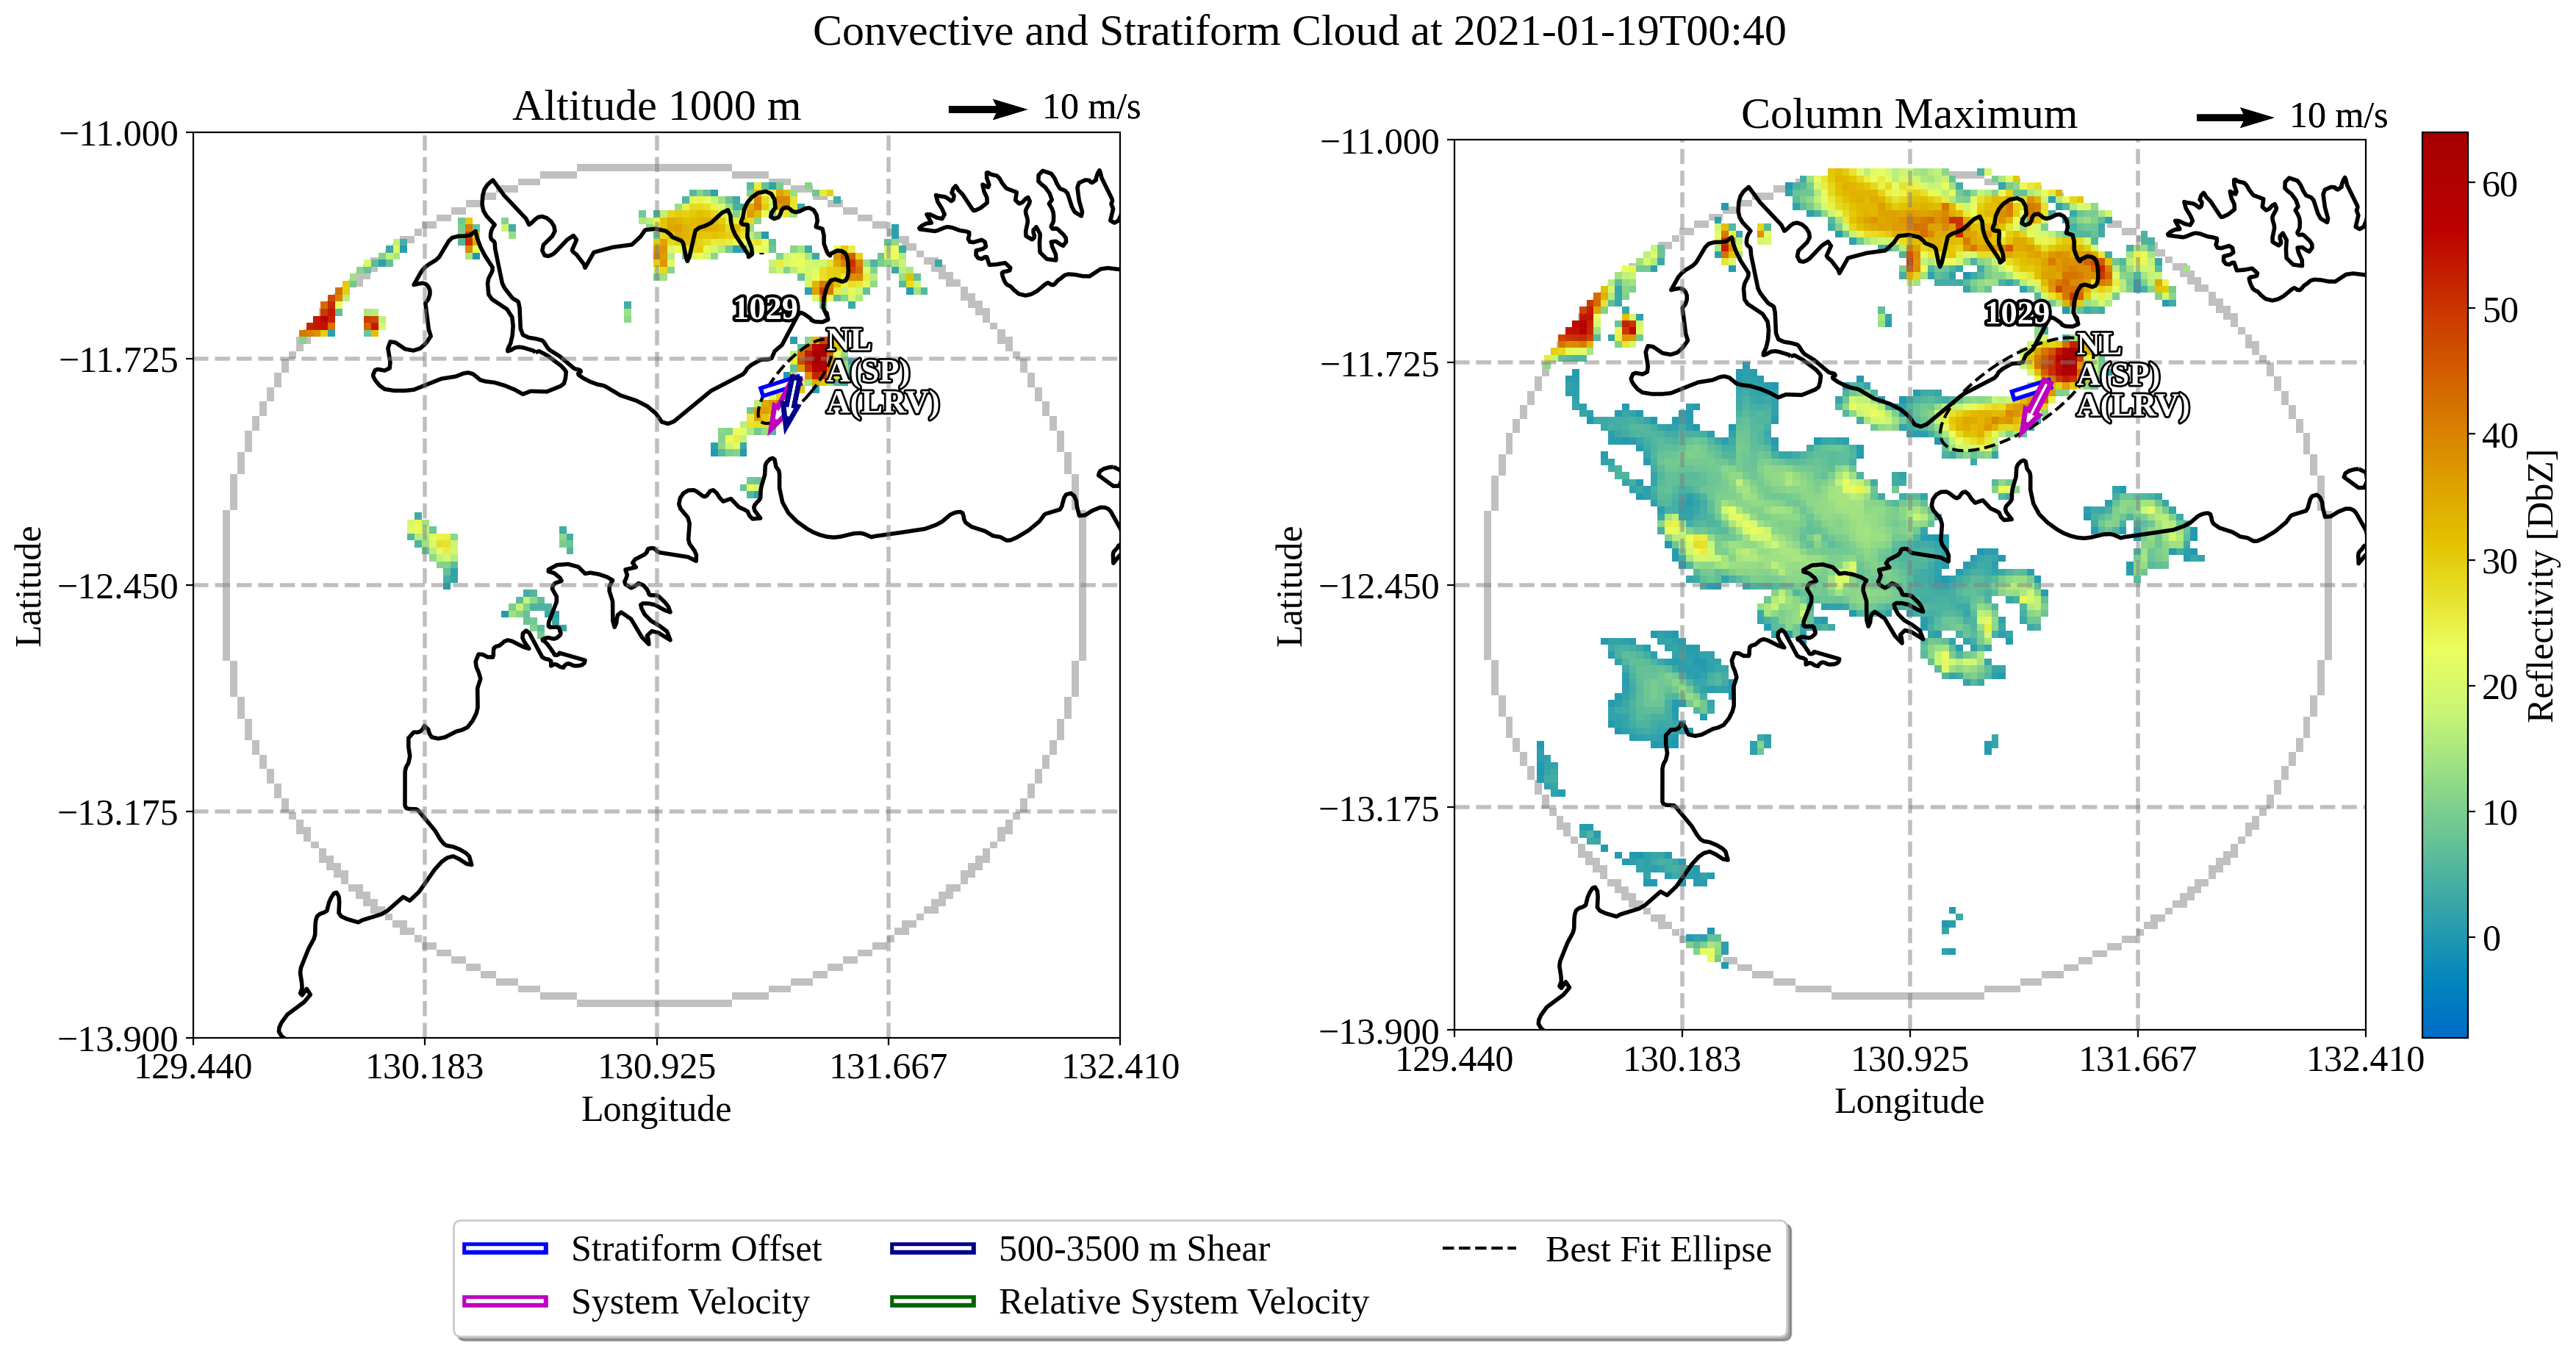 Convective and Stratiform Cloud at 2021-01-19T00:40
Altitude 1000 m
10 m/s
−11.000
−11.725
−12.450
−13.175
−13.900
Latitude
129.440
130.183
130.925
131.667
132.410
Longitude
1029
NL
A(SP)
A(LRV)
Column Maximum
10 m/s
−11.000
−11.725
−12.450
−13.175
−13.900
Latitude
129.440
130.183
130.925
131.667
132.410
Longitude
1029
NL
A(SP)
A(LRV)
60
50
40
30
20
10
0
Reflectivity [DbZ]
Stratiform Offset
System Velocity
500-3500 m Shear
Relative System Velocity
Best Fit Ellipse